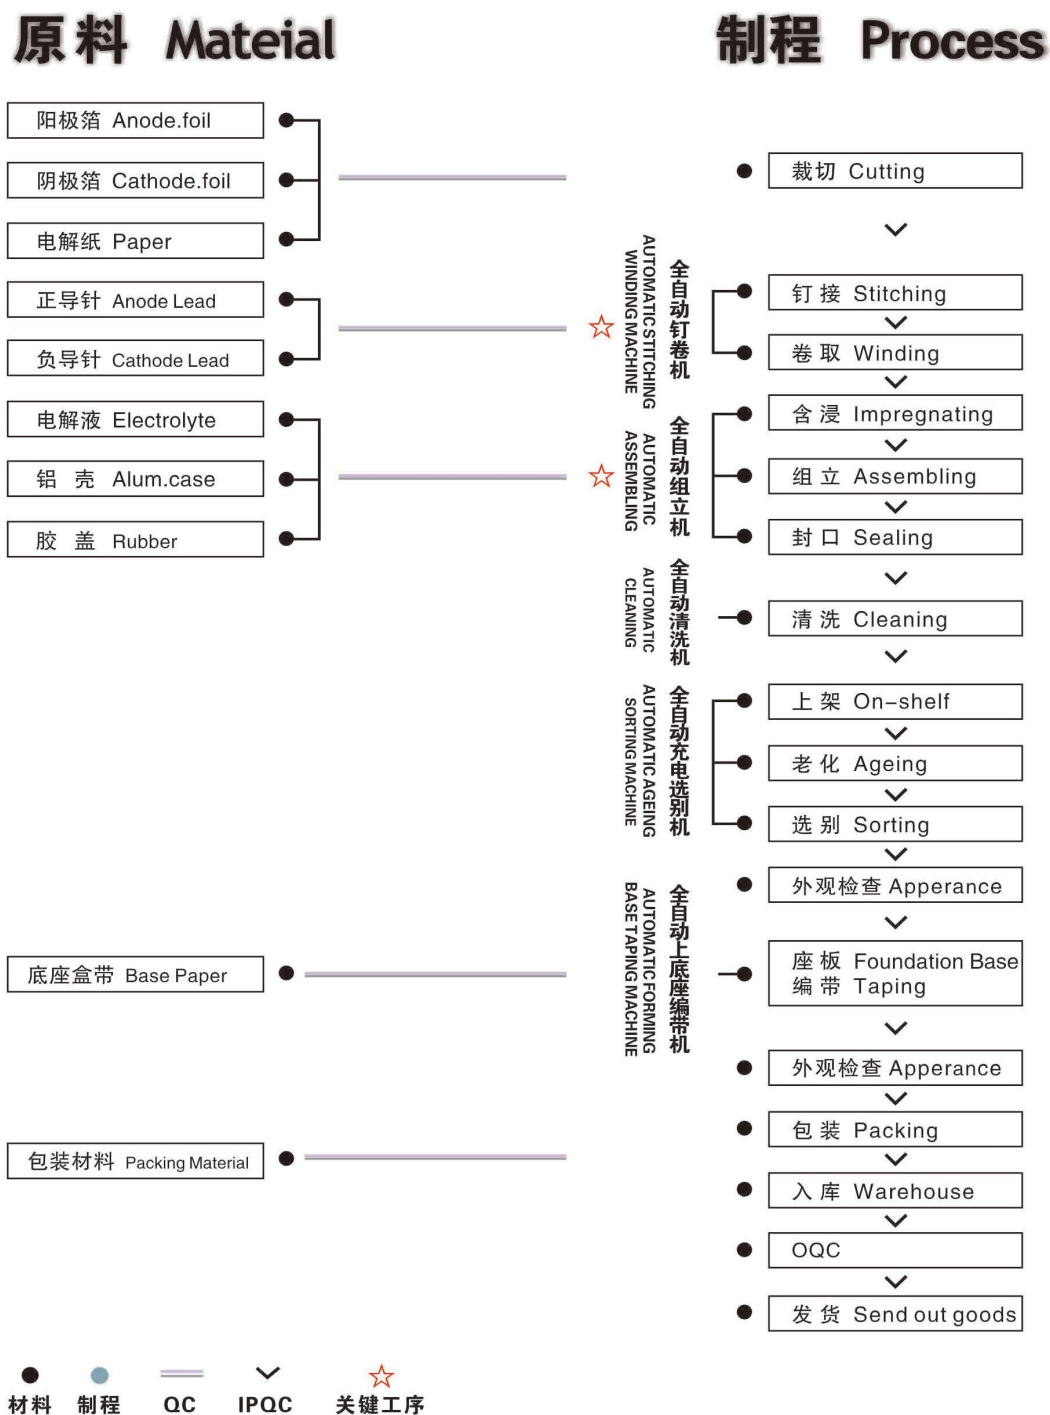 原料 Mateial
制程 Process
阳极箔 Anode.foil
阴极箔 Cathode.foil
电解纸 Paper
正导针 Anode Lead
负导针 Cathode Lead
电解液 Electrolyte
铝 壳 Alum.case
胶 盖 Rubber
底座盒带 Base Paper
包装材料 Packing Material
全自动钉卷机
AUTOMATIC STITCHING
WINDING MACHINE
全自动组立机
AUTOMATIC
ASSEMBLING
全自动清洗机
AUTOMATIC
CLEANING
全自动充电选别机
AUTOMATIC AGEING
SORTING MACHINE
全自动上底座编带机
AUTOMATIC FORMING
BASE TAPING MACHINE
裁切 Cutting
钉 接 Stitching
卷 取 Winding
含 浸 Impregnating
组 立 Assembling
封 口 Sealing
清 洗 Cleaning
上 架 On-shelf
老 化 Ageing
选 别 Sorting
外观检查 Apperance
座 板 Foundation Base
编 带 Taping
外观检查 Apperance
包 装 Packing
入 库 Warehouse
OQC
发 货 Send out goods
材料 制程 QC IPQC 关键工序